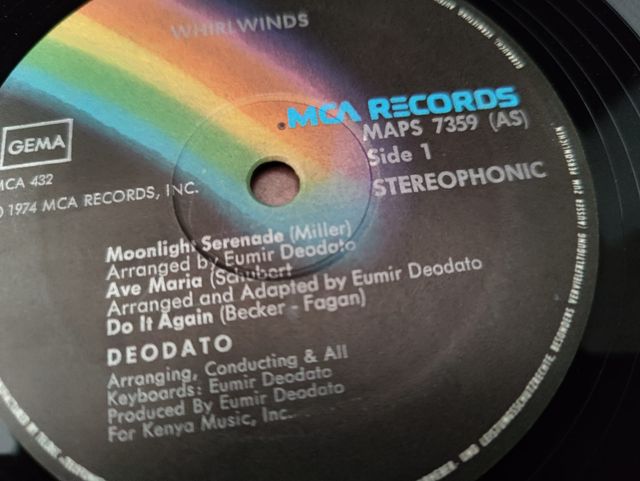 WHIRLWINDS
MCA RECORDS
MAPS 7359 (AS)
Side 1
STEREOPHONIC
GEMA
MCA 432
1974 MCA RECORDS, INC.
Moonlight Serenade (Miller)
Arranged by Eumir Deodato
Ave Maria (Schubert
Arranged and Adapted by Eumir Deodato
Do It Again (Becker - Fagan)
DEODATO
Arranging, Conducting & All
Keyboards: Eumir Deodato
Produced By Eumir Deodato
For Kenya Music, Inc.